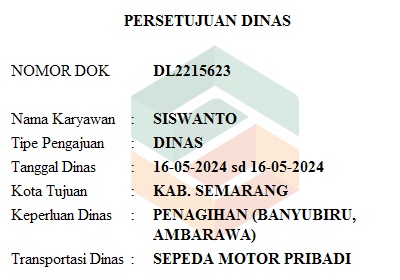 PERSETUJUAN DINAS
NOMOR DOK DL2215623
Nama Karyawan : SISWANTO
Tipe Pengajuan : DINAS
Tanggal Dinas : 16-05-2024 sd 16-05-2024
Kota Tujuan : KAB. SEMARANG
Keperluan Dinas : PENAGIHAN (BANYUBIRU,
AMBARAWA)
Transportasi Dinas : SEPEDA MOTOR PRIBADI